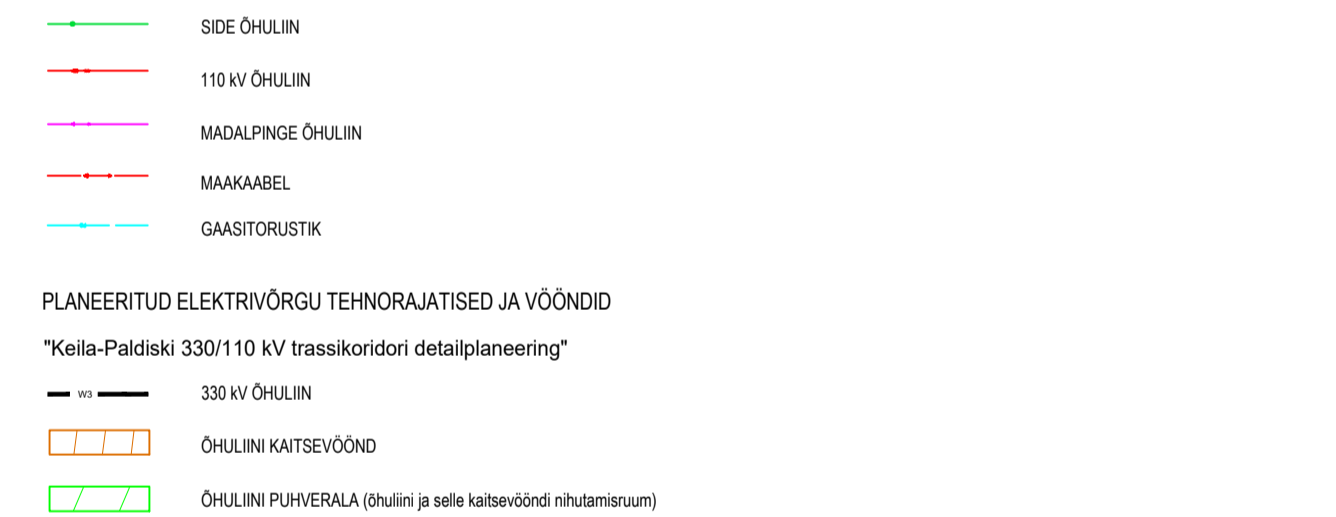 SIDE ÕHULIIN
110 kV ÕHULIIN
MADALPINGE ÕHULIIN
MAAKAABEL
GAASITORUSTIK
PLANEERITUD ELEKTRIVÕRGU TEHNORAJATISED JA VÖÖNDID
"Keila-Paldiski 330/110 kV trassikoridori detailplaneering"
W3 330 kV ÕHULIIN
ÕHULIINI KAITSEVÖÖND
ÕHULIINI PUHVERALA (õhuliini ja selle kaitsevööndi nihutamisruum)